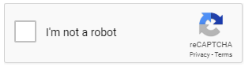 I'm not a robot
reCAPTCHA
Privacy - Terms